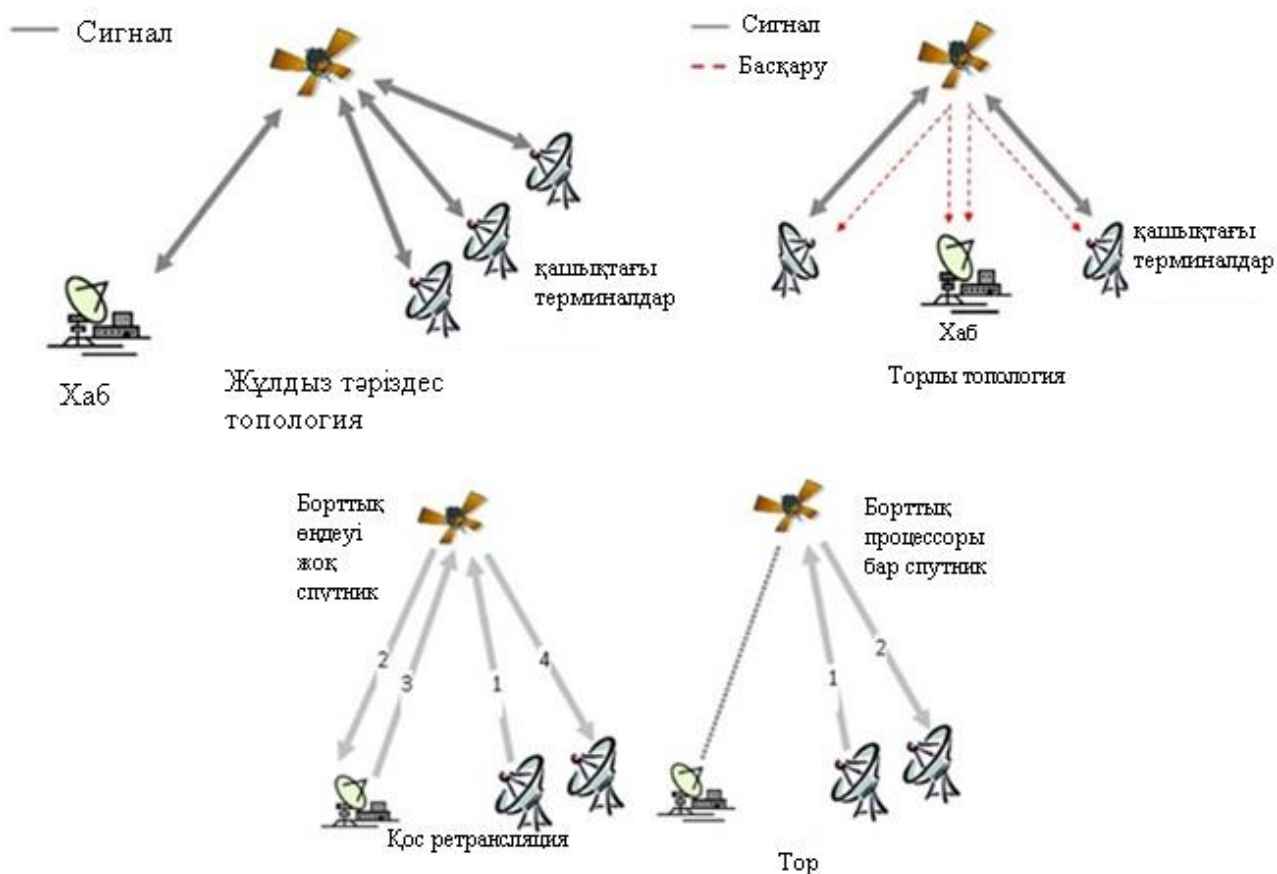 Сигнал
Хаб
Жұлдыз тәріздес
топология
қашықтағы
терминалдар
Сигнал
Басқару
қашықтағы
терминалдар
Хаб
Торлы топология
Борттық
өңдеуі
жоқ
спутник
2
3
1
4
Қос ретрансляция
Борттық
процессоры
бар спутник
1
2
Тор